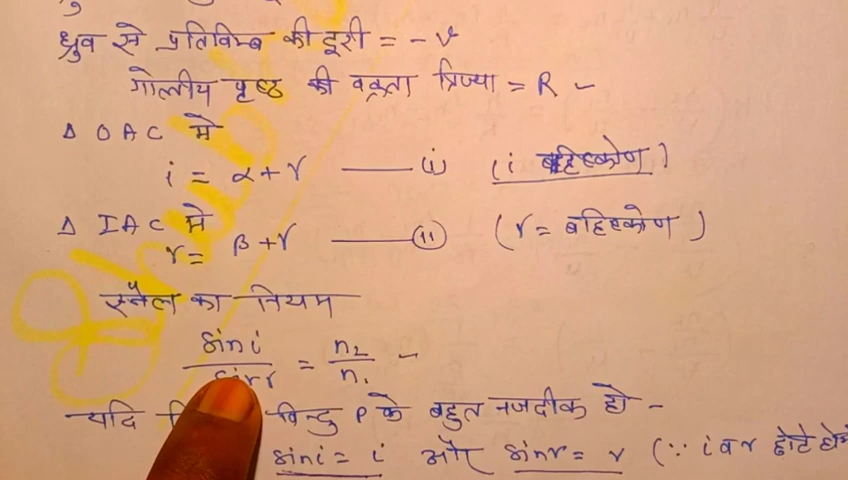 ध्रुव से प्रतिबिम्ब की दूरी = - v
गोलीय पृष्ठ की वक्रता त्रिज्या = R -
Δ OAC में
i = α + γ —— (i) (i बहिष्कोण)
Δ IAC में
r = β + γ —— (ii) (r = बहिष्कोण)
स्नैल का नियम
sin i / sin r = n₂ / n₁ -
यदि बिन्दु P के बहुत नजदीक हो -
sin i = i और sin r = r (∵ i व r छोटे